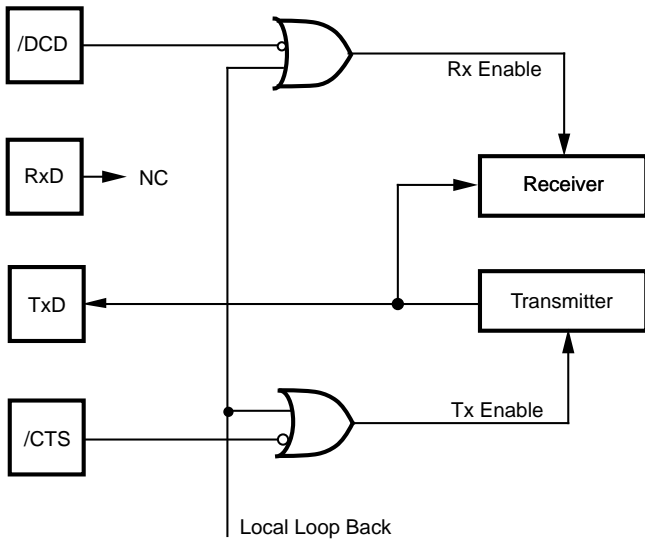 /DCD
Rx Enable
RxD
NC
Receiver
TxD
Transmitter
Tx Enable
/CTS
Local Loop Back